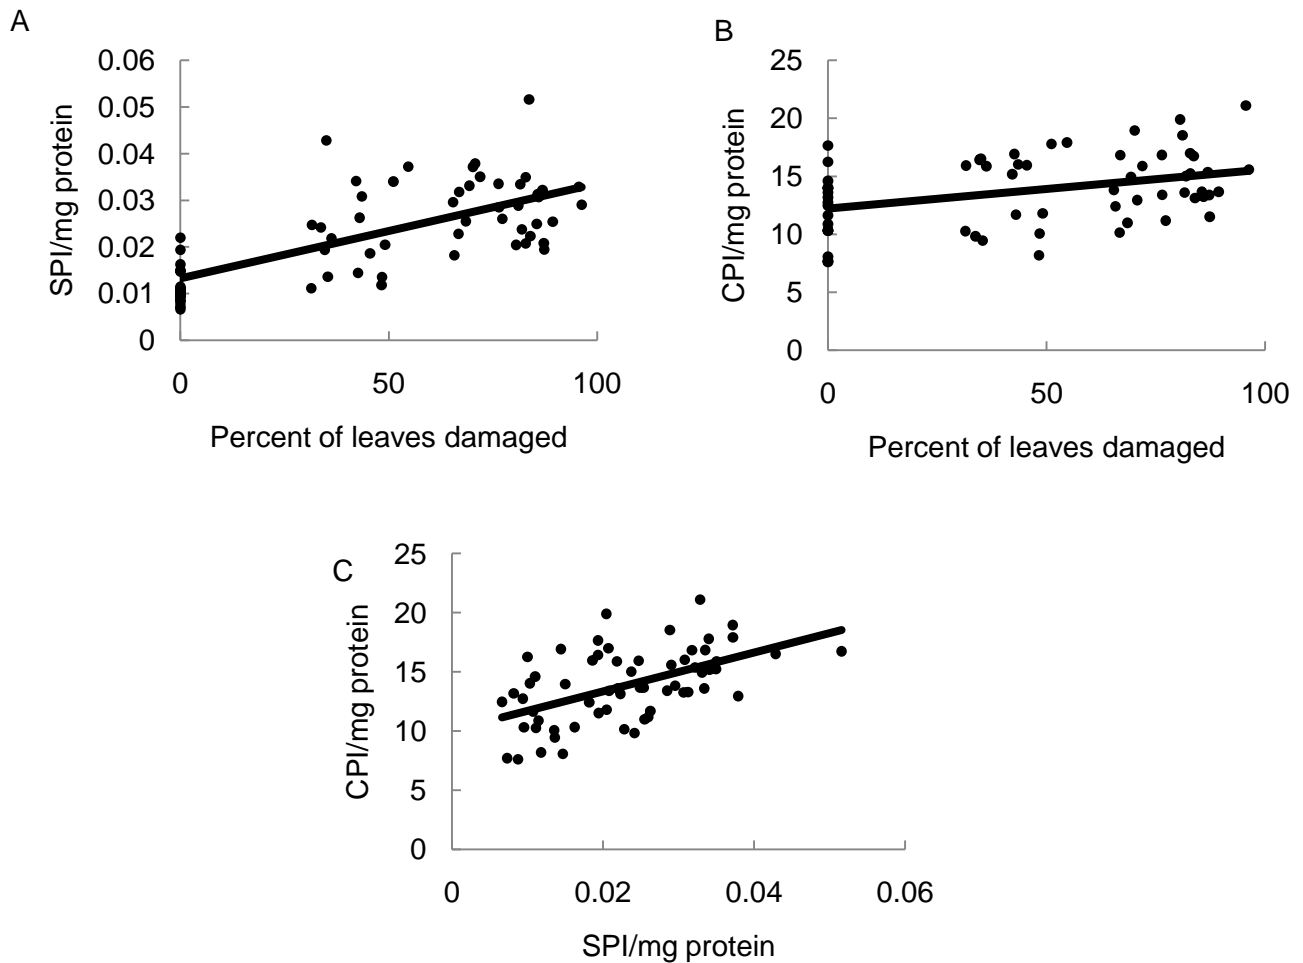 A
0.06
0.05
0.04
0.03
0.02
0.01
0
SPI/mg protein
0 50 100
Percent of leaves damaged
B
25
20
15
10
5
0
CPI/mg protein
0 50 100
Percent of leaves damaged
C
25
20
15
10
5
0
CPI/mg protein
0 0.02 0.04 0.06
SPI/mg protein